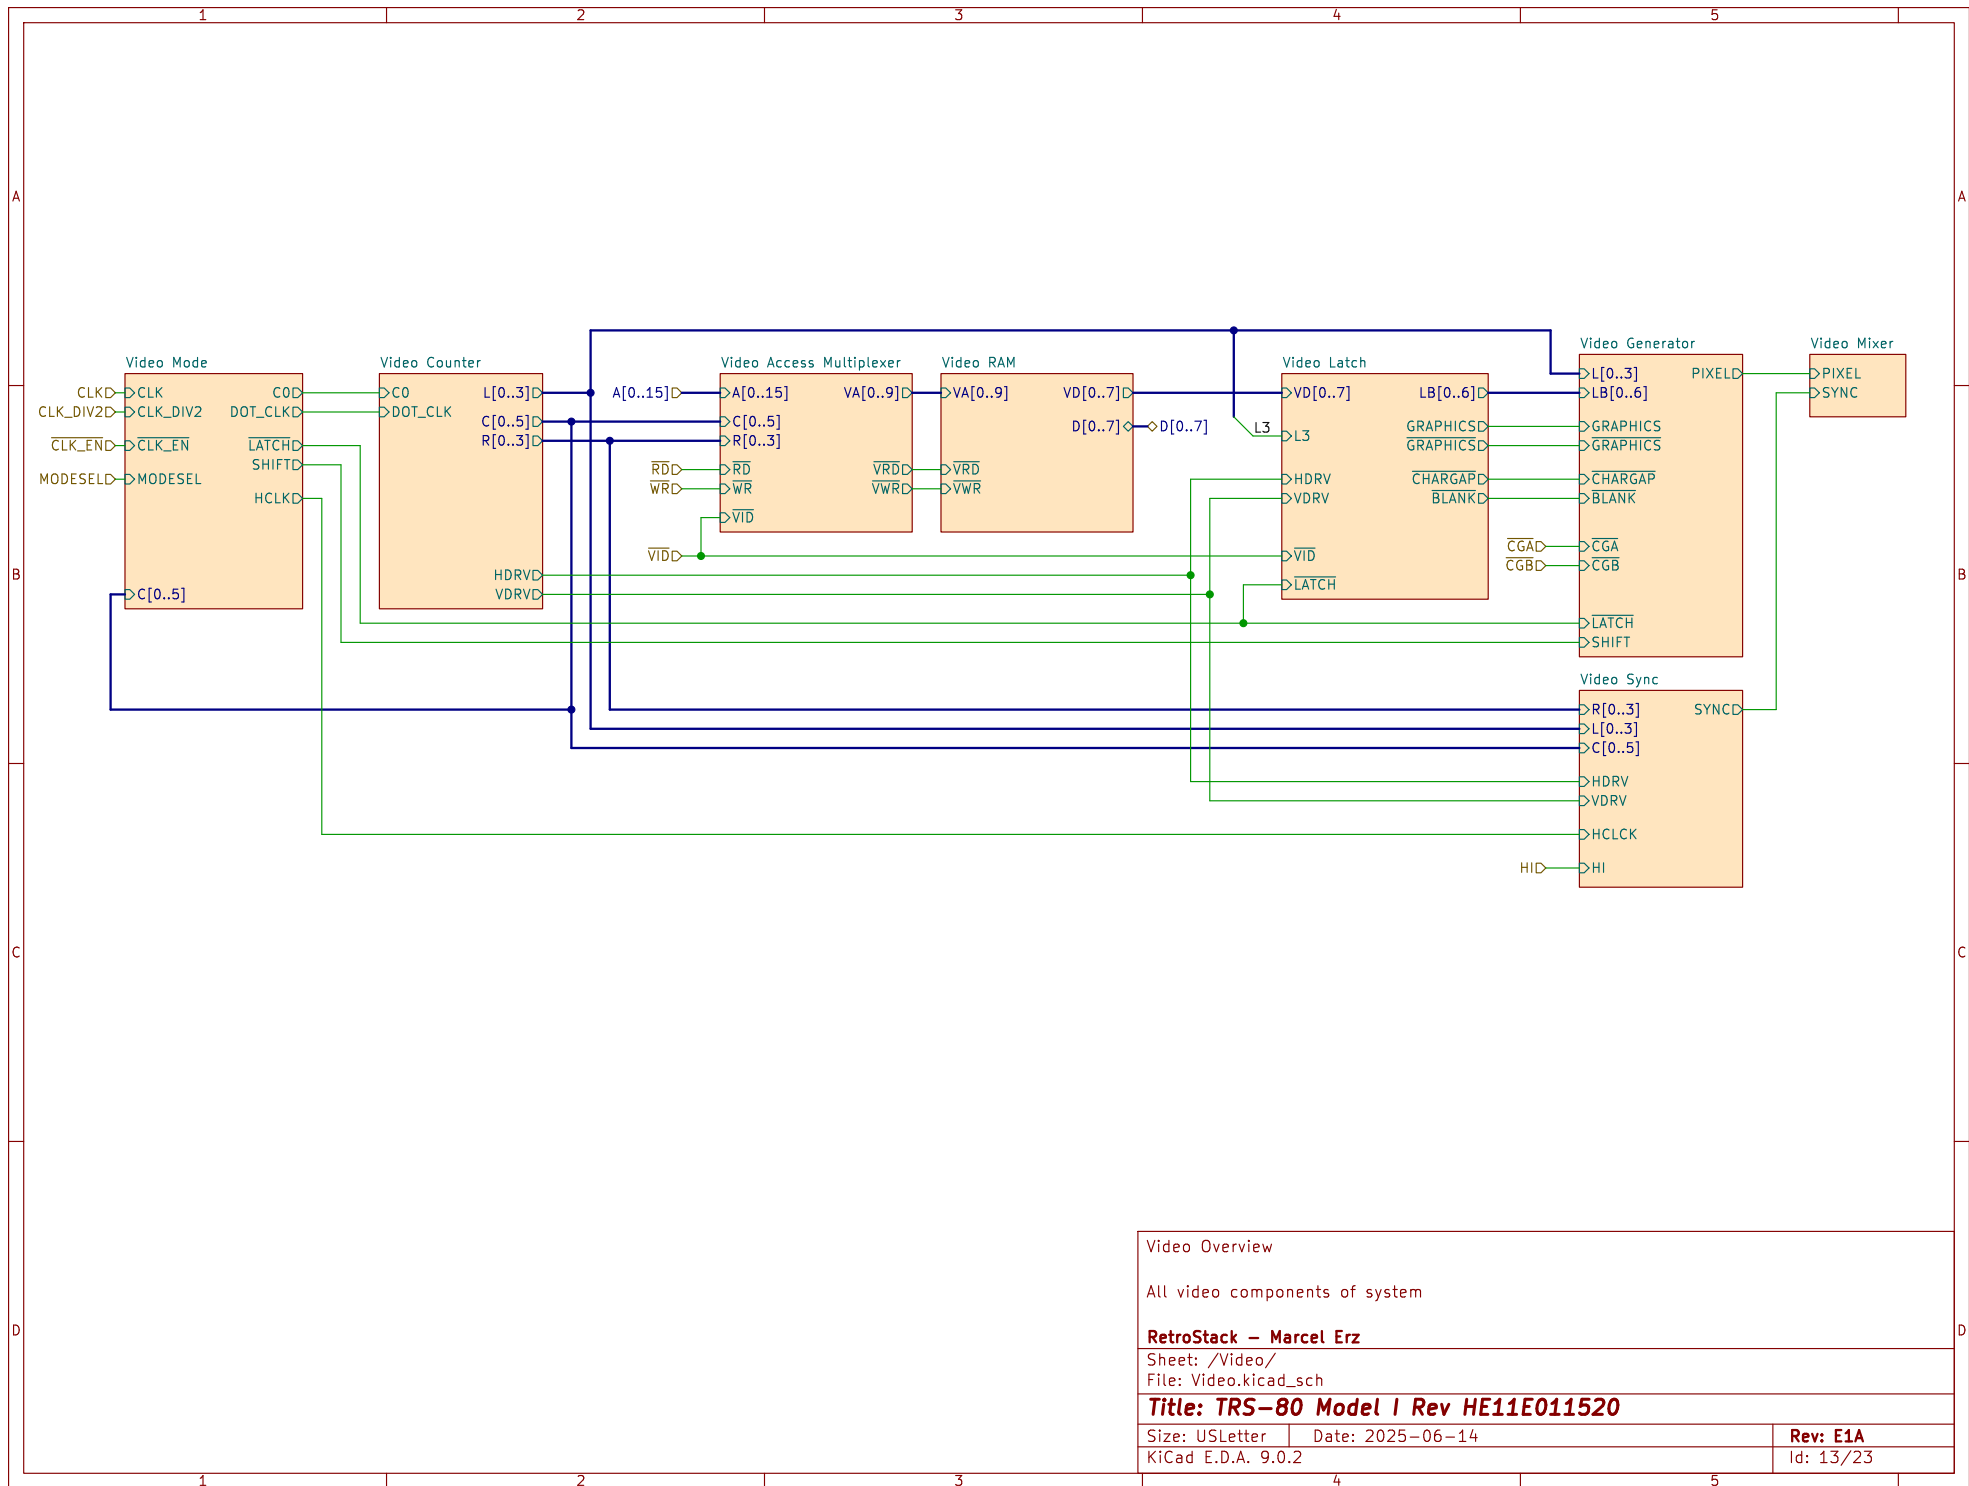 1 2 3 4 5
A A
B B
C C
D D
Video Mode
CLK CLK C0
CLK_DIV2 CLK_DIV2 DOT_CLK
CLK_EN CLK_EN LATCH
SHIFT
MODESEL MODESEL
HCLK
C[0..5]
Video Counter
C0 L[0..3]
DOT_CLK
C[0..5]
R[0..3]
HDRV
VDRV
Video Access Multiplexer
A[0..15] A[0..15] VA[0..9]
C[0..5]
R[0..3]
RD RD VRD
WR WR VWR
VID
VID
Video RAM
VA[0..9] VD[0..7]
D[0..7] D[0..7]
VRD
VWR
Video Latch
VD[0..7] LB[0..6]
GRAPHICS
L3 L3
GRAPHICS
HDRV CHARGAP
VDRV BLANK
VID
LATCH
Video Generator
L[0..3] PIXEL
LB[0..6]
GRAPHICS
GRAPHICS
CHARGAP
BLANK
CGA CGA
CGB CGB
LATCH
SHIFT
Video Mixer
PIXEL
SYNC
Video Sync
R[0..3] SYNC
L[0..3]
C[0..5]
HDRV
VDRV
HCLCK
HI HI
Video Overview
All video components of system
RetroStack - Marcel Erz
Sheet: /Video/
File: Video.kicad_sch
Title: TRS-80 Model I Rev HE11E011520
Size: USLetter Date: 2025-06-14 Rev: E1A
KiCad E.D.A. 9.0.2 Id: 13/23
1 2 3 4 5